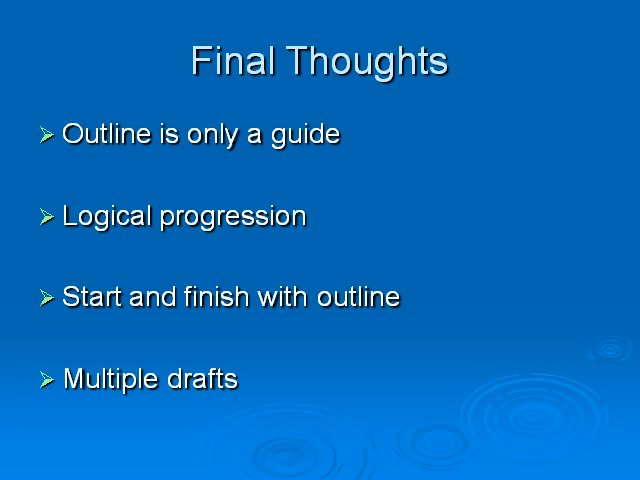 Final Thoughts
Outline is only a guide
Logical progression
Start and finish with outline
Multiple drafts